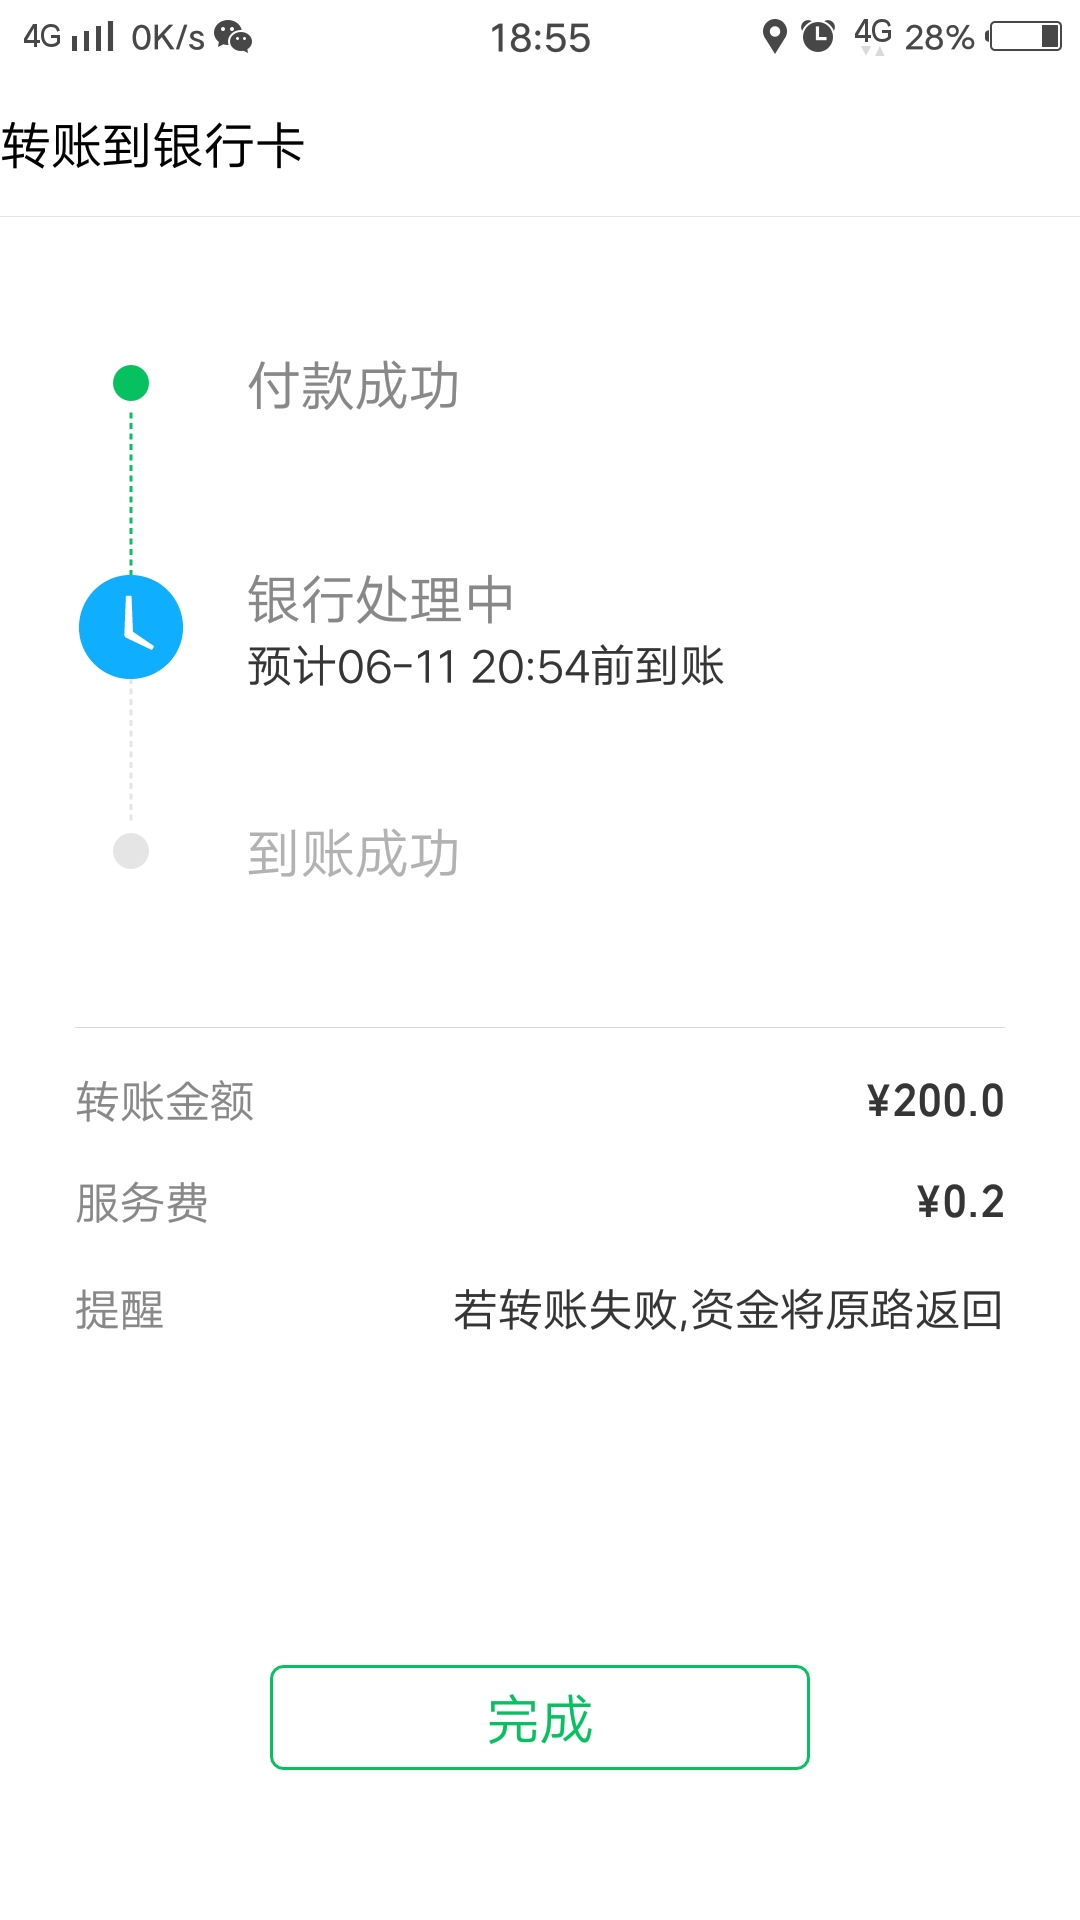 4G 0K/s 18:55 4G 28%
转账到银行卡
付款成功
银行处理中
预计06-11 20:54前到账
到账成功
转账金额 ¥200.0
服务费 ¥0.2
提醒 若转账失败,资金将原路返回
完成